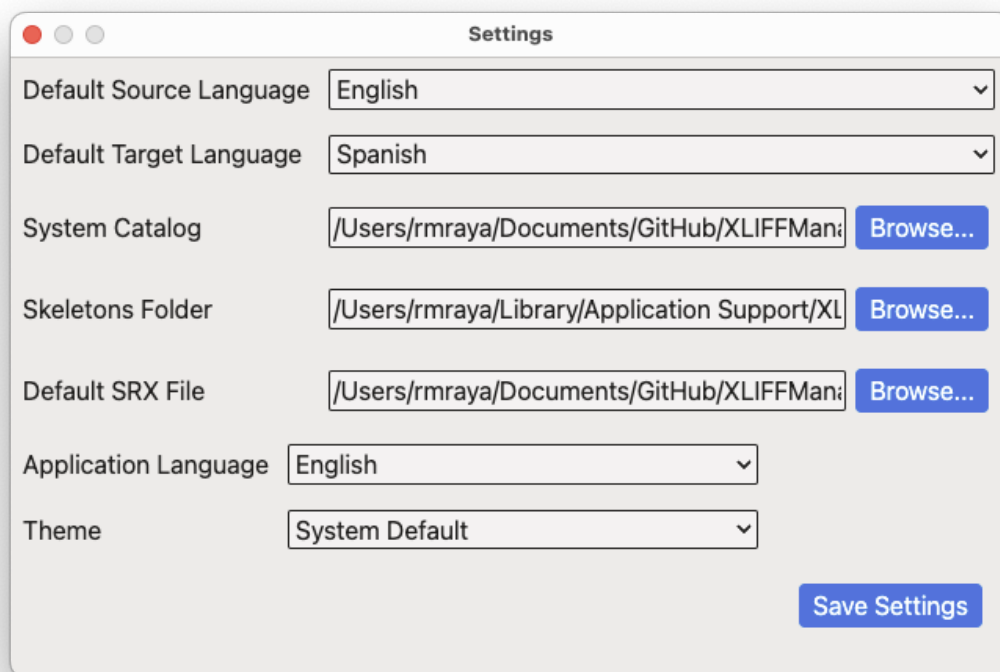 Settings
Default Source Language English
Default Target Language Spanish
System Catalog /Users/rmraya/Documents/GitHub/XLIFFMana Browse...
Skeletons Folder /Users/rmraya/Library/Application Support/XL Browse...
Default SRX File /Users/rmraya/Documents/GitHub/XLIFFMana Browse...
Application Language English
Theme System Default
Save Settings